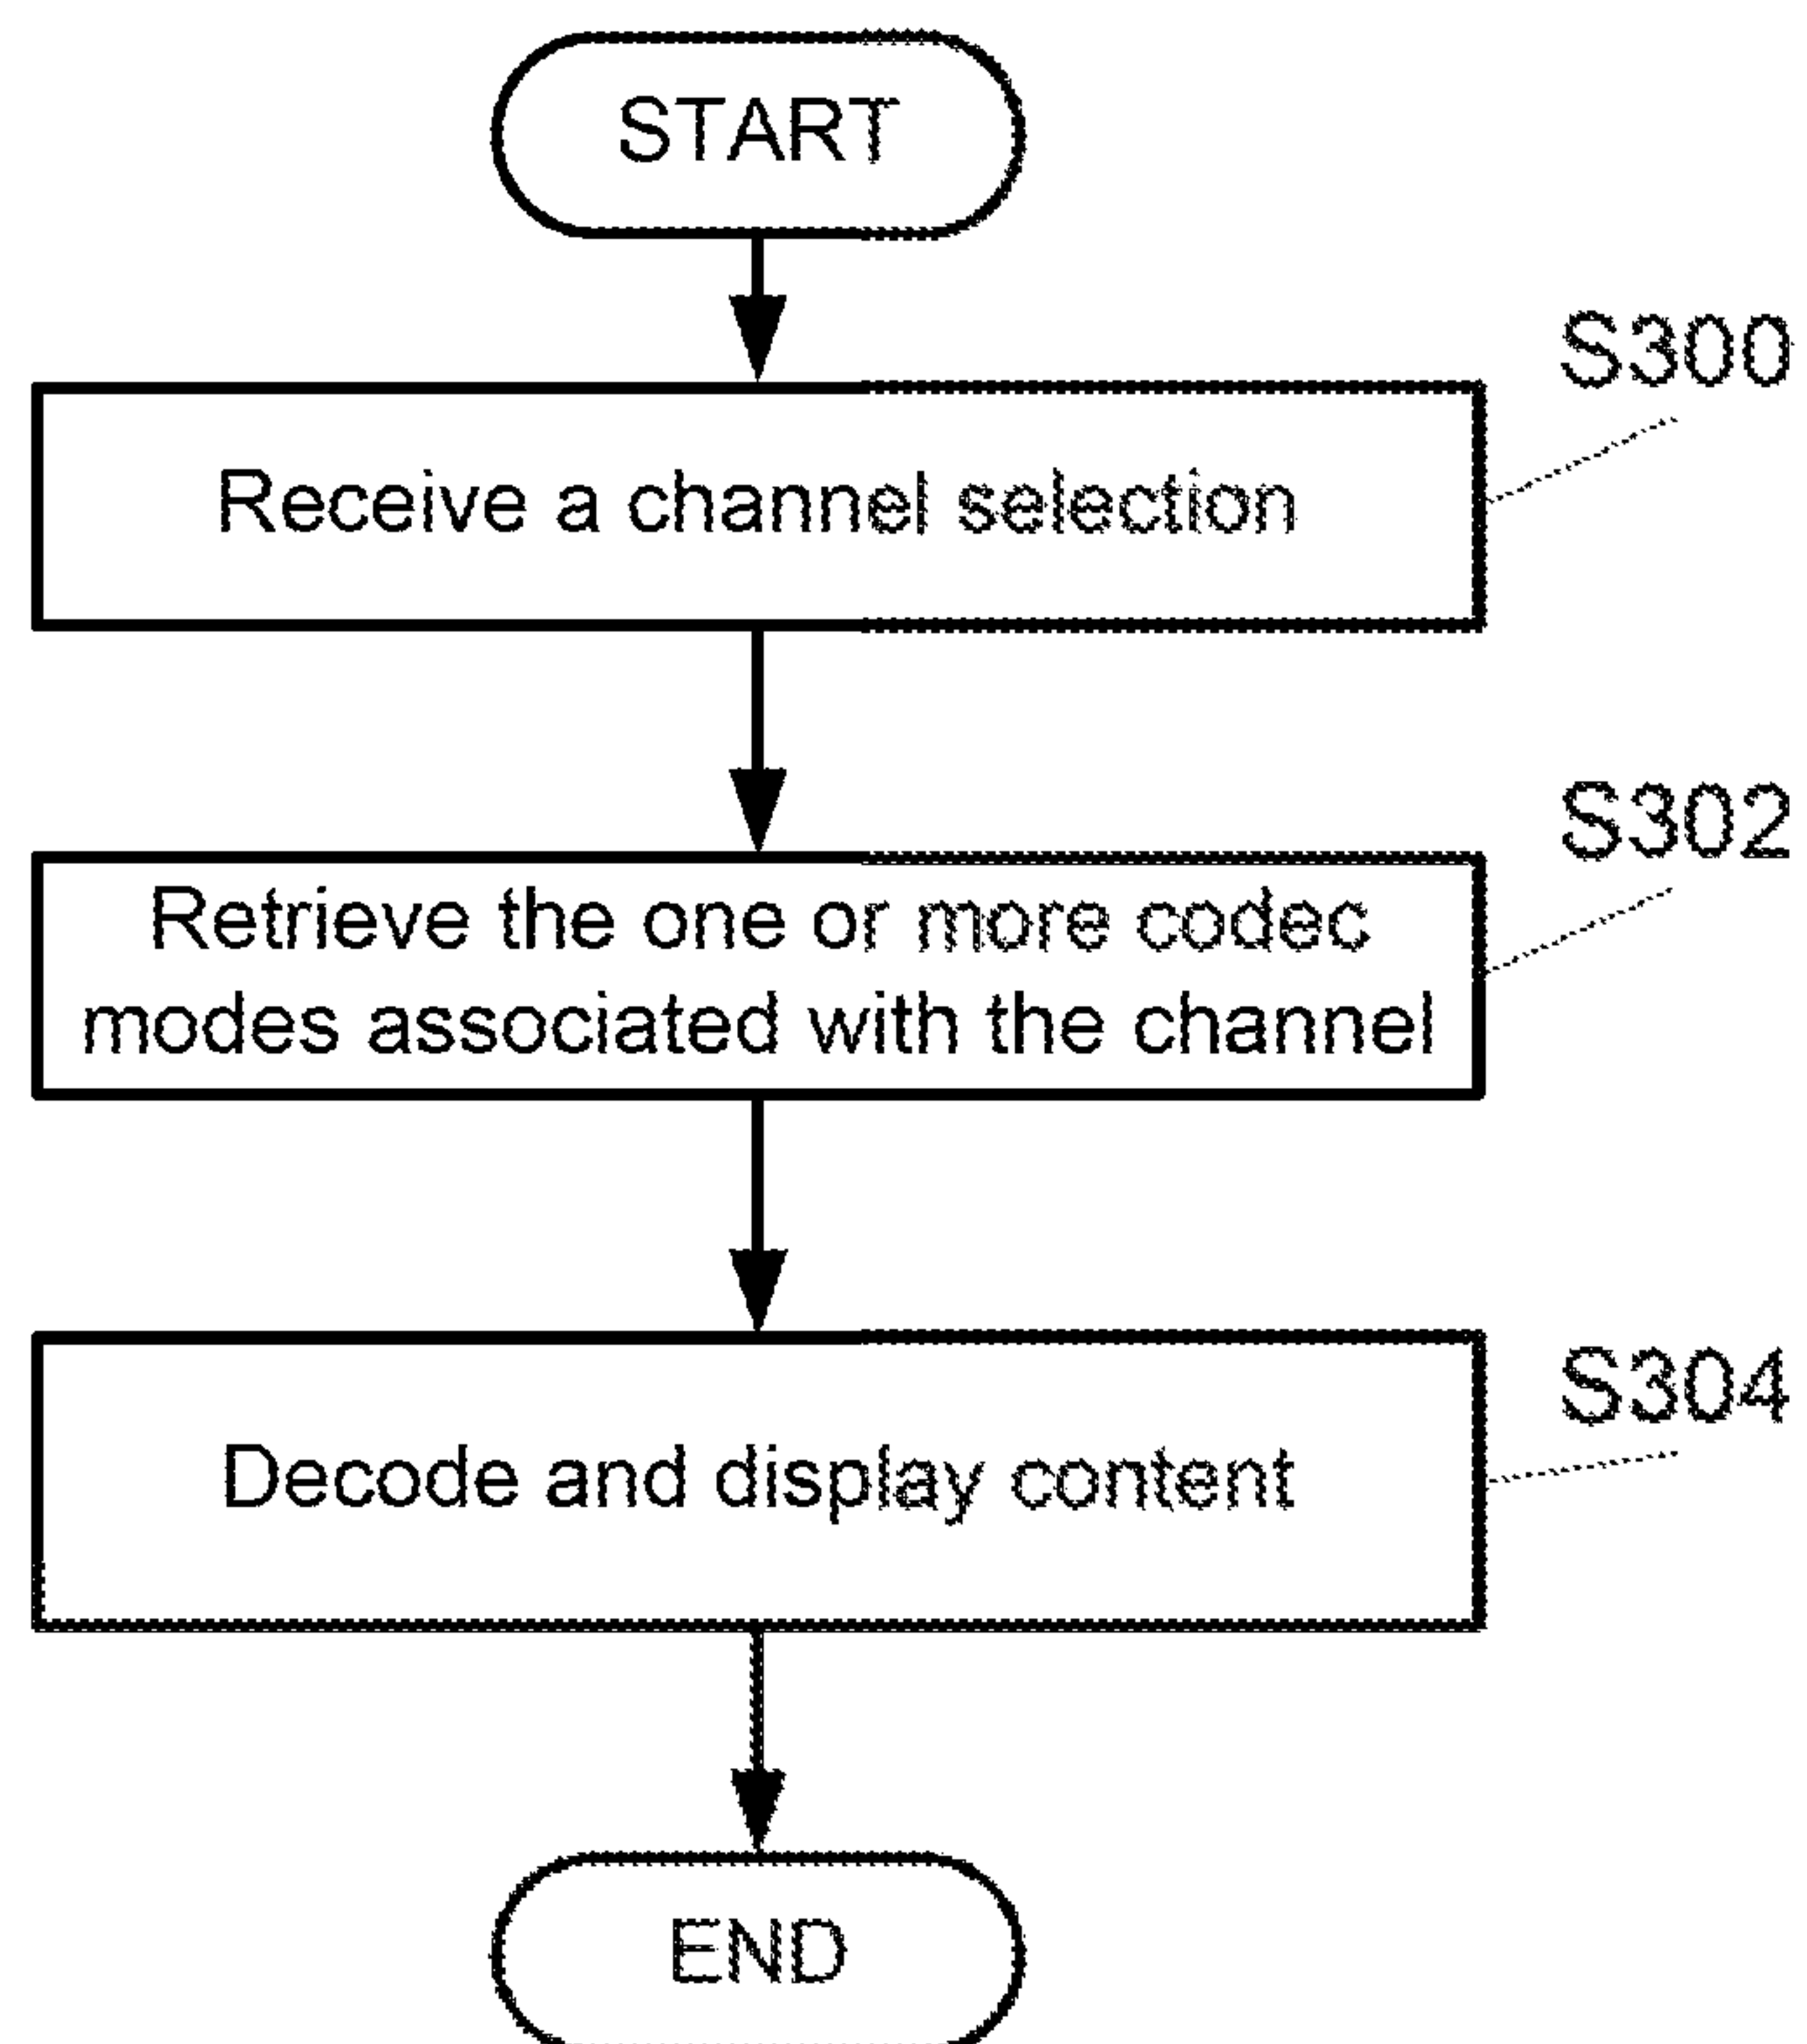 START
S300
Receive a channel selection
S302
Retrieve the one or more codec
modes associated with the channel
S304
Decode and display content
END